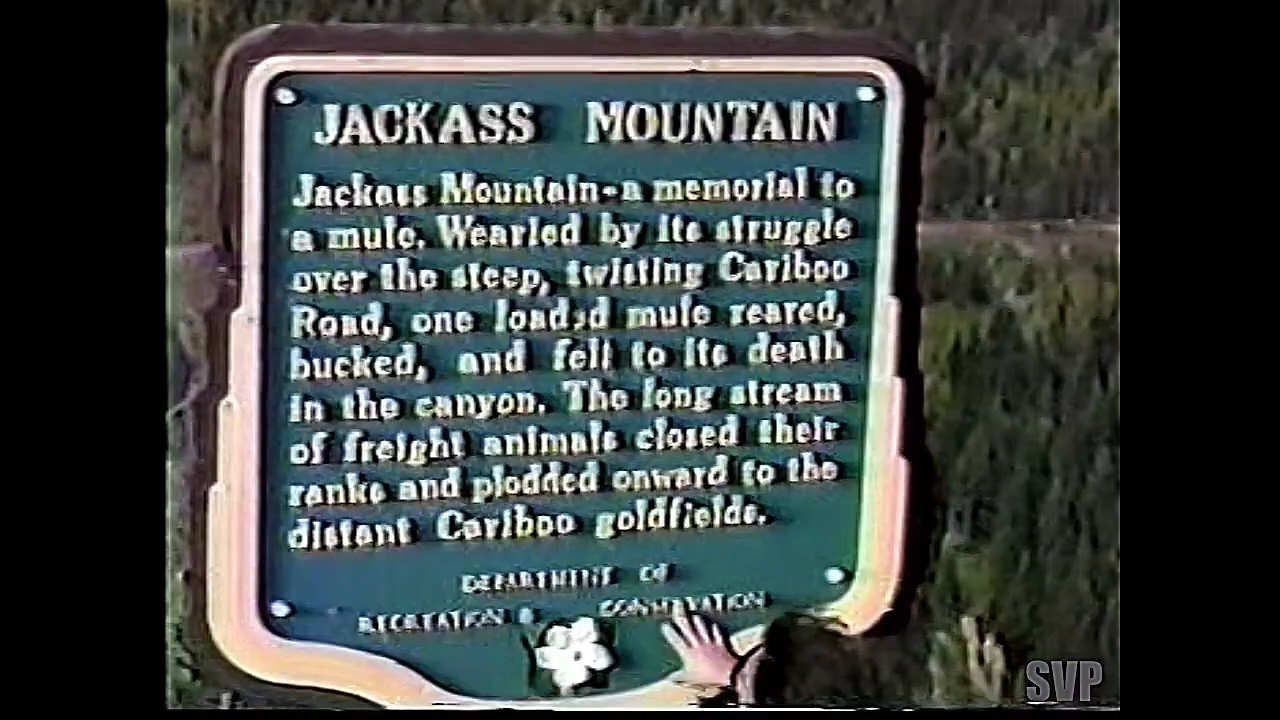 JACKASS MOUNTAIN
Jackass Mountain-a memorial to
a mule. Wearied by its struggle
over the steep, twisting Cariboo
Road, one loaded mule reared,
bucked, and fell to its death
in the canyon. The long stream
of freight animals closed their
ranks and plodded onward to the
distant Cariboo goldfields.
DEPARTMENT OF
RECREATION & CONSERVATION
SVP